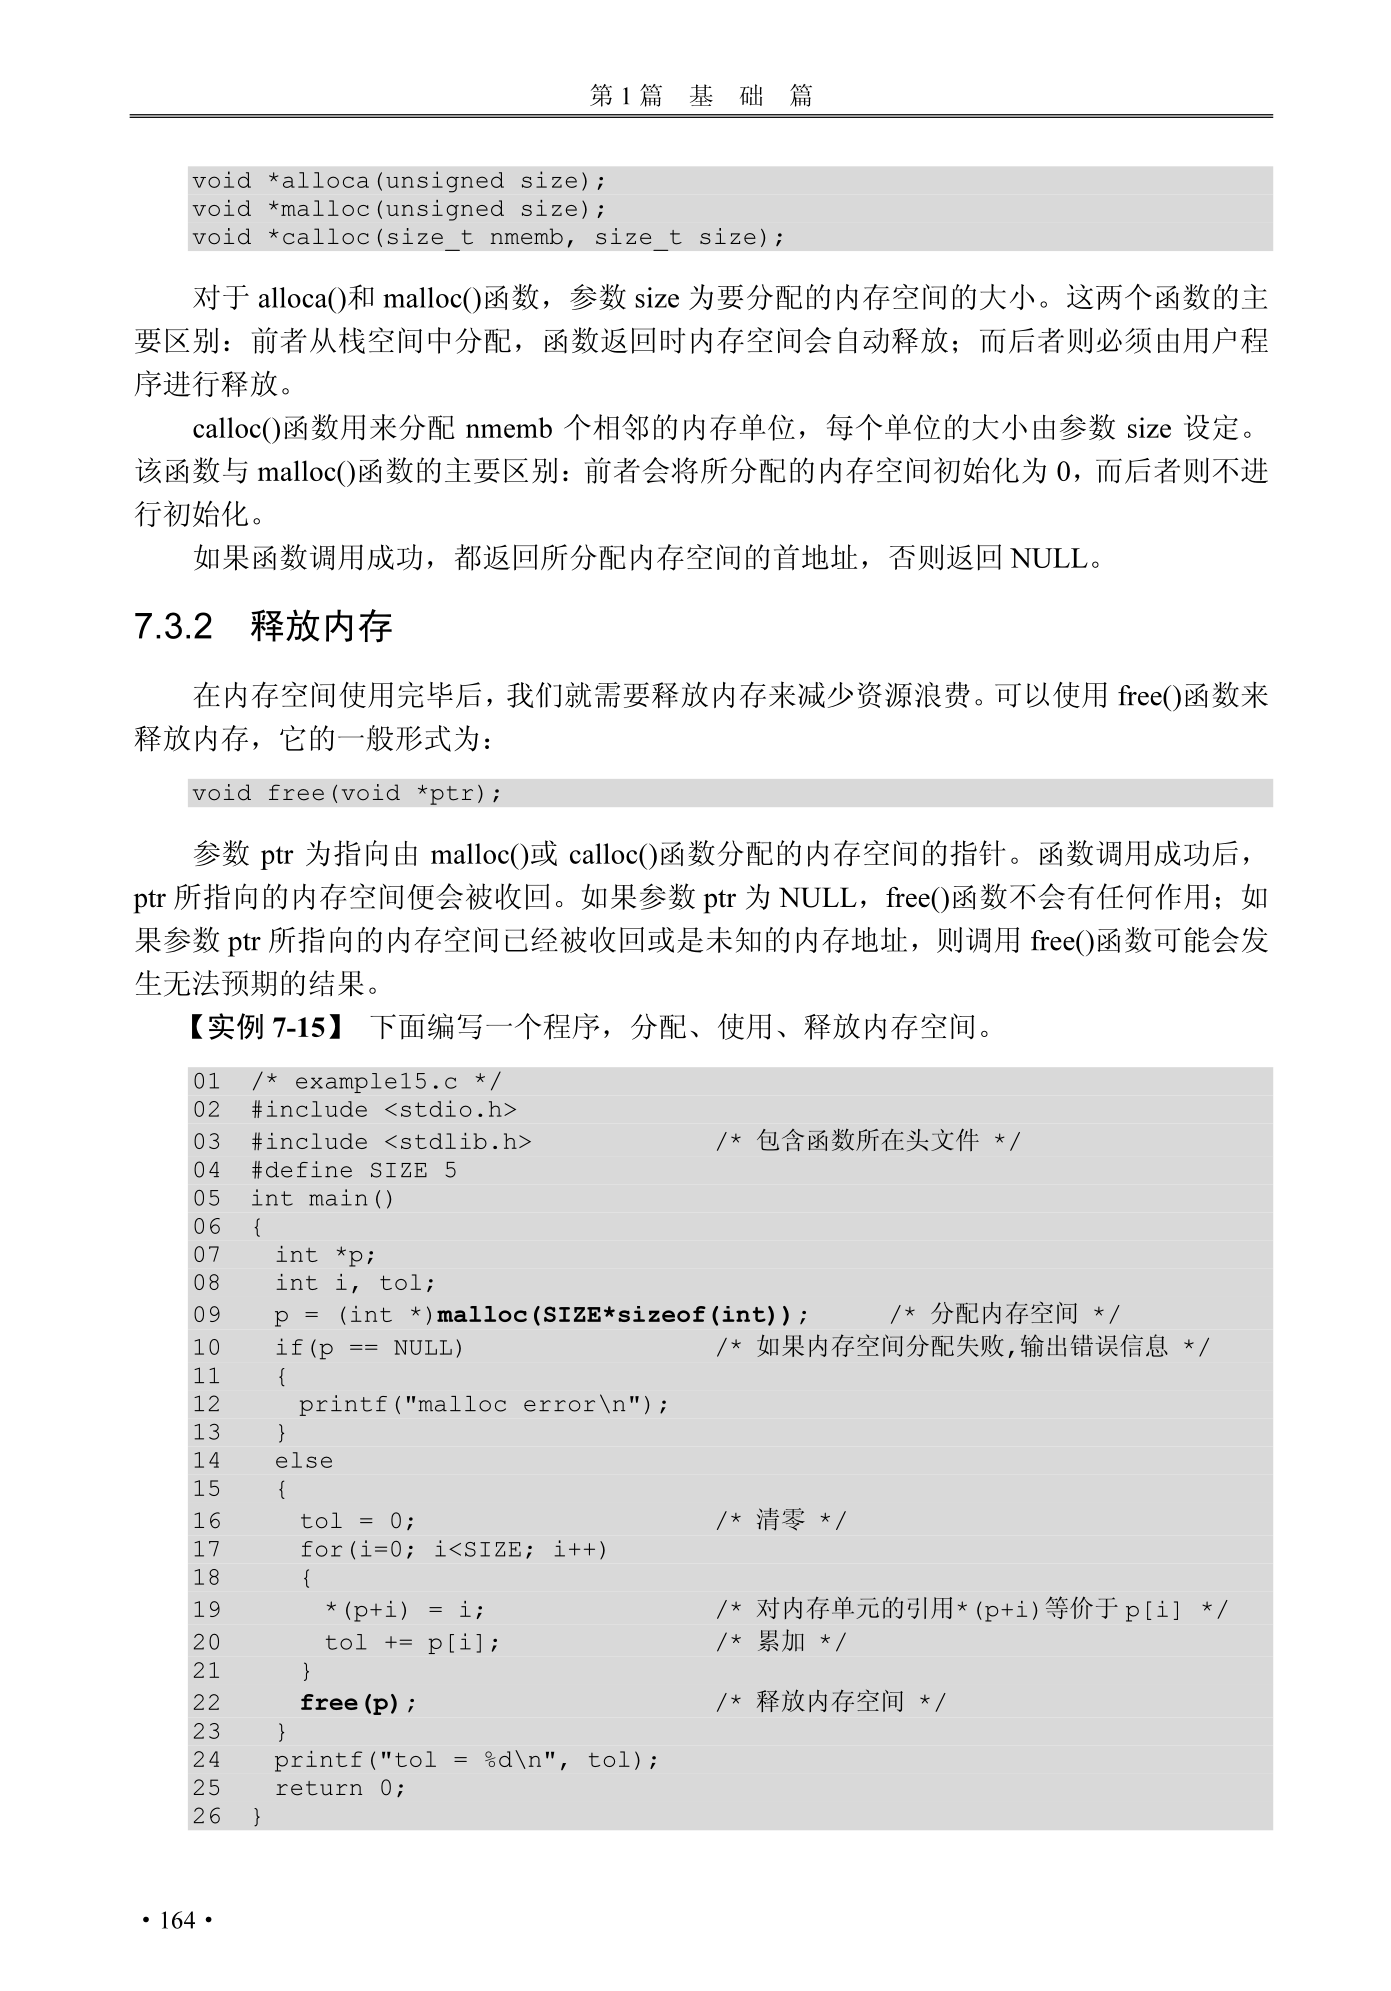 第 1 篇 基 础 篇
void *alloca(unsigned size);
void *malloc(unsigned size);
void *calloc(size_t nmemb, size_t size);
对于 alloca()和 malloc()函数，参数 size 为要分配的内存空间的大小。这两个函数的主
要区别：前者从栈空间中分配，函数返回时内存空间会自动释放；而后者则必须由用户程
序进行释放。
calloc()函数用来分配 nmemb 个相邻的内存单位，每个单位的大小由参数 size 设定。
该函数与 malloc()函数的主要区别：前者会将所分配的内存空间初始化为 0，而后者则不进
行初始化。
如果函数调用成功，都返回所分配内存空间的首地址，否则返回 NULL。
7.3.2 释放内存
在内存空间使用完毕后，我们就需要释放内存来减少资源浪费。可以使用 free()函数来
释放内存，它的一般形式为：
void free(void *ptr);
参数 ptr 为指向由 malloc()或 calloc()函数分配的内存空间的指针。函数调用成功后，
ptr 所指向的内存空间便会被收回。如果参数 ptr 为 NULL，free()函数不会有任何作用；如
果参数 ptr 所指向的内存空间已经被收回或是未知的内存地址，则调用 free()函数可能会发
生无法预期的结果。
【实例 7-15】 下面编写一个程序，分配、使用、释放内存空间。
01 /* example15.c */
02 #include <stdio.h>
03 #include <stdlib.h> /* 包含函数所在头文件 */
04 #define SIZE 5
05 int main()
06 {
07 int *p;
08 int i, tol;
09 p = (int *)malloc(SIZE*sizeof(int)); /* 分配内存空间 */
10 if(p == NULL) /* 如果内存空间分配失败,输出错误信息 */
11 {
12 printf("malloc error\n");
13 }
14 else
15 {
16 tol = 0; /* 清零 */
17 for(i=0; i<SIZE; i++)
18 {
19 *(p+i) = i; /* 对内存单元的引用*(p+i)等价于 p[i] */
20 tol += p[i]; /* 累加 */
21 }
22 free(p); /* 释放内存空间 */
23 }
24 printf("tol = %d\n", tol);
25 return 0;
26 }
• 164 •